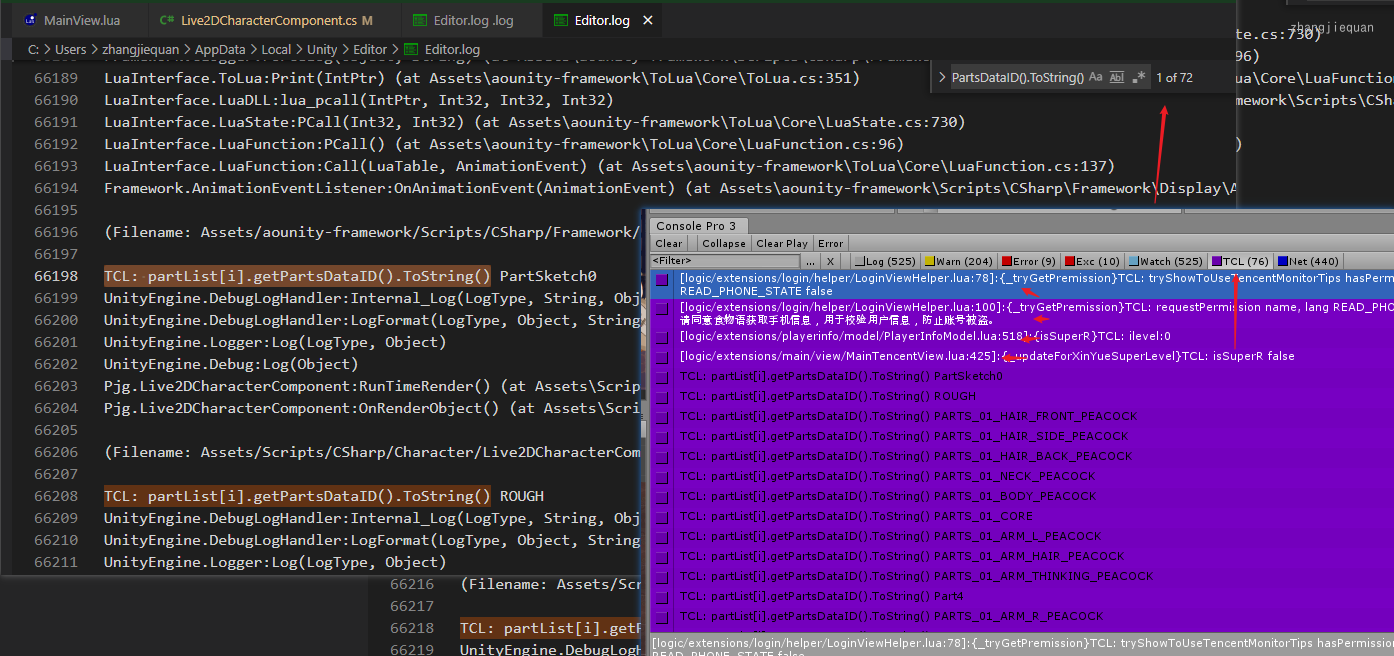 MainView.lua
C# Live2DCharacterComponent.cs M
Editor.log .log
Editor.log ×
zhangjiequan
C: > Users > zhangjiequan > AppData > Local > Unity > Editor > Editor.log
PartsDataID().ToString() Aa Abl .* 1 of 72
te.cs:730)
96)
ua\Core\LuaFunctio
mework\Scripts\CSha
66189 LuaInterface.ToLua:Print(IntPtr) (at Assets\aounity-framework\ToLua\Core\ToLua.cs:351)
66190 LuaInterface.LuaDLL:lua_pcall(IntPtr, Int32, Int32, Int32)
66191 LuaInterface.LuaState:PCall(Int32, Int32) (at Assets\aounity-framework\ToLua\Core\LuaState.cs:730)
66192 LuaInterface.LuaFunction:PCall() (at Assets\aounity-framework\ToLua\Core\LuaFunction.cs:96)
66193 LuaInterface.LuaFunction:Call(LuaTable, AnimationEvent) (at Assets\aounity-framework\ToLua\Core\LuaFunction.cs:137)
66194 Framework.AnimationEventListener:OnAnimationEvent(AnimationEvent) (at Assets\aounity-framework\Scripts\CSharp\Framework\Display\A
66195
66196 (Filename: Assets/aounity-framework/Scripts/CSharp/Framework/
66197
66198 TCL: partList[i].getPartsDataID().ToString() PartSketch0
66199 UnityEngine.DebugLogHandler:Internal_Log(LogType, String, Obj
66200 UnityEngine.DebugLogHandler:LogFormat(LogType, Object, String
66201 UnityEngine.Logger:Log(LogType, Object)
66202 UnityEngine.Debug:Log(Object)
66203 Pjg.Live2DCharacterComponent:RunTimeRender() (at Assets\Scrip
66204 Pjg.Live2DCharacterComponent:OnRenderObject() (at Assets\Scri
66205
66206 (Filename: Assets/Scripts/CSharp/Character/Live2DCharacterCom
66207
66208 TCL: partList[i].getPartsDataID().ToString() ROUGH
66209 UnityEngine.DebugLogHandler:Internal_Log(LogType, String, Obj
66210 UnityEngine.DebugLogHandler:LogFormat(LogType, Object, String
66211 UnityEngine.Logger:Log(LogType, Object)
66216 (Filename: Assets/Scr
66217
66218 TCL: partList[i].getF
66219 UnityEngine.DebugLogH
Console Pro 3
Clear Collapse Clear Play Error
<Filter> ... X Log (525) Warn (204) Error (9) Exc (10) Watch (525) TCL (76) Net (440)
[logic/extensions/login/helper/LoginViewHelper.lua:78]:{_tryGetPremission}TCL: tryShowToUseTencentMonitorTips hasPermis
READ_PHONE_STATE false
[logic/extensions/login/helper/LoginViewHelper.lua:100]:{_tryGetPremission}TCL: requestPermission name, lang READ_PHO
请同意食物语获取手机信息，用于校验用户信息，防止账号被盗。
[logic/extensions/playerinfo/model/PlayerInfoModel.lua:518]:{isSuperR}TCL: ilevel:0
[logic/extensions/main/view/MainTencentView.lua:425]:{_updateForXinYueSuperLevel}TCL: isSuperR false
TCL: partList[i].getPartsDataID().ToString() PartSketch0
TCL: partList[i].getPartsDataID().ToString() ROUGH
TCL: partList[i].getPartsDataID().ToString() PARTS_01_HAIR_FRONT_PEACOCK
TCL: partList[i].getPartsDataID().ToString() PARTS_01_HAIR_SIDE_PEACOCK
TCL: partList[i].getPartsDataID().ToString() PARTS_01_HAIR_BACK_PEACOCK
TCL: partList[i].getPartsDataID().ToString() PARTS_01_NECK_PEACOCK
TCL: partList[i].getPartsDataID().ToString() PARTS_01_BODY_PEACOCK
TCL: partList[i].getPartsDataID().ToString() PARTS_01_CORE
TCL: partList[i].getPartsDataID().ToString() PARTS_01_ARM_L_PEACOCK
TCL: partList[i].getPartsDataID().ToString() PARTS_01_ARM_HAIR_PEACOCK
TCL: partList[i].getPartsDataID().ToString() PARTS_01_ARM_THINKING_PEACOCK
TCL: partList[i].getPartsDataID().ToString() Part4
TCL: partList[i].getPartsDataID().ToString() PARTS_01_ARM_R_PEACOCK
[logic/extensions/login/helper/LoginViewHelper.lua:78]:{_tryGetPremission}TCL: tryShowToUseTencentMonitorTips hasPermis
READ_PHONE_STATE false